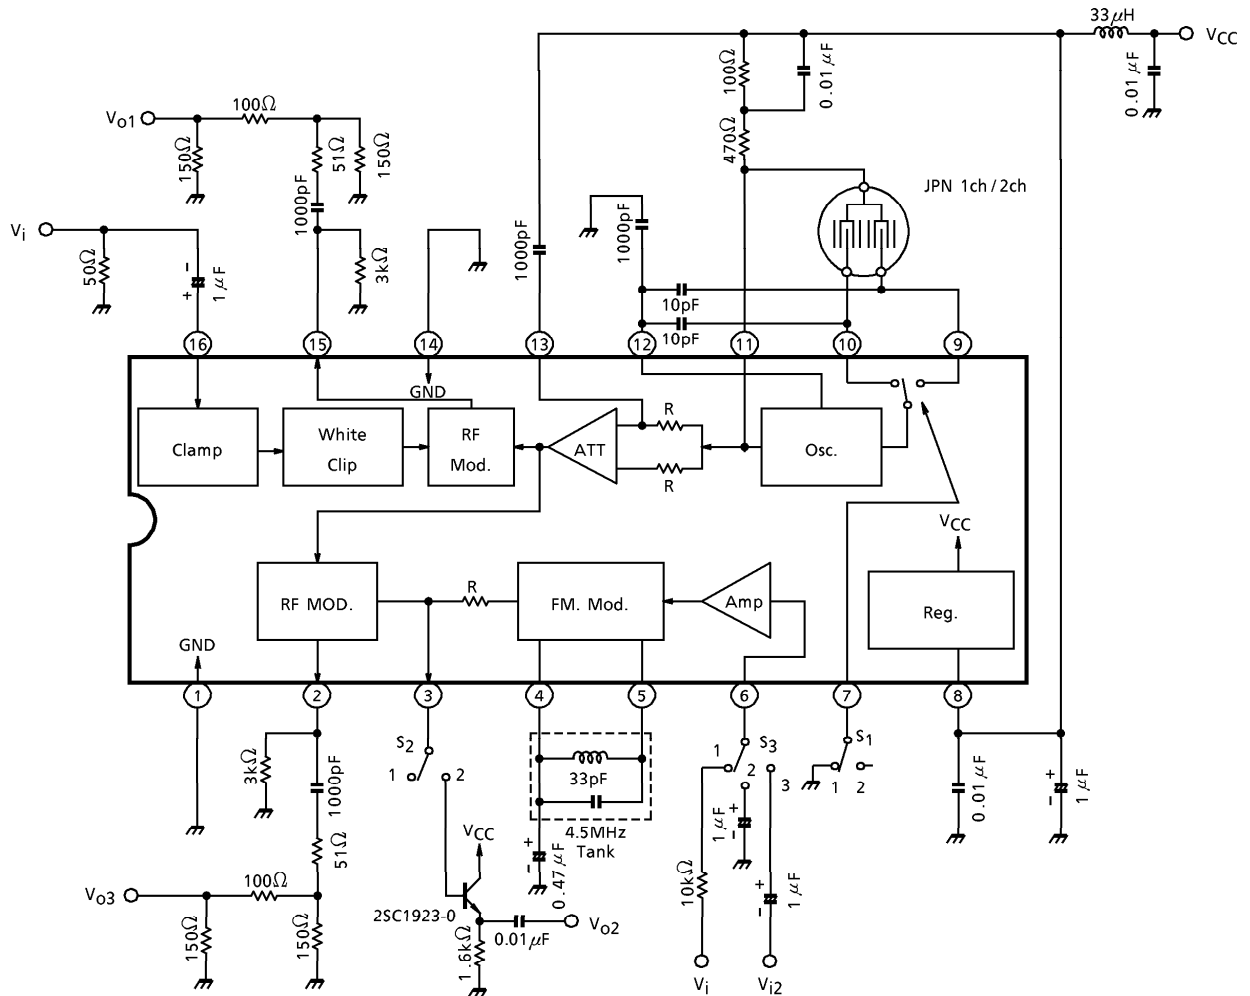 33μH
VCC
0.01μF
100Ω
0.01μF
470Ω
JPN 1ch/2ch
Vo1
100Ω
150Ω
51Ω
150Ω
1000pF
Vi
50Ω
-
+
1μF
3kΩ
1000pF
1000pF
10pF
10pF
16
15
14
13
12
11
10
9
GND
Clamp
White
Clip
RF
Mod.
ATT
R
R
Osc.
VCC
RF MOD.
R
FM. Mod.
Amp
Reg.
GND
1
2
3
4
5
6
7
8
3kΩ
1000pF
51Ω
Vo3
100Ω
150Ω
150Ω
S2
1
2
VCC
2SC1923-0
1.6kΩ
0.01μF
Vo2
33pF
4.5MHz
Tank
+
-
0.47μF
1
S3
2
3
+
-
1μF
10kΩ
+
-
1μF
Vi
Vi2
S1
1
2
0.01μF
+
-
1μF